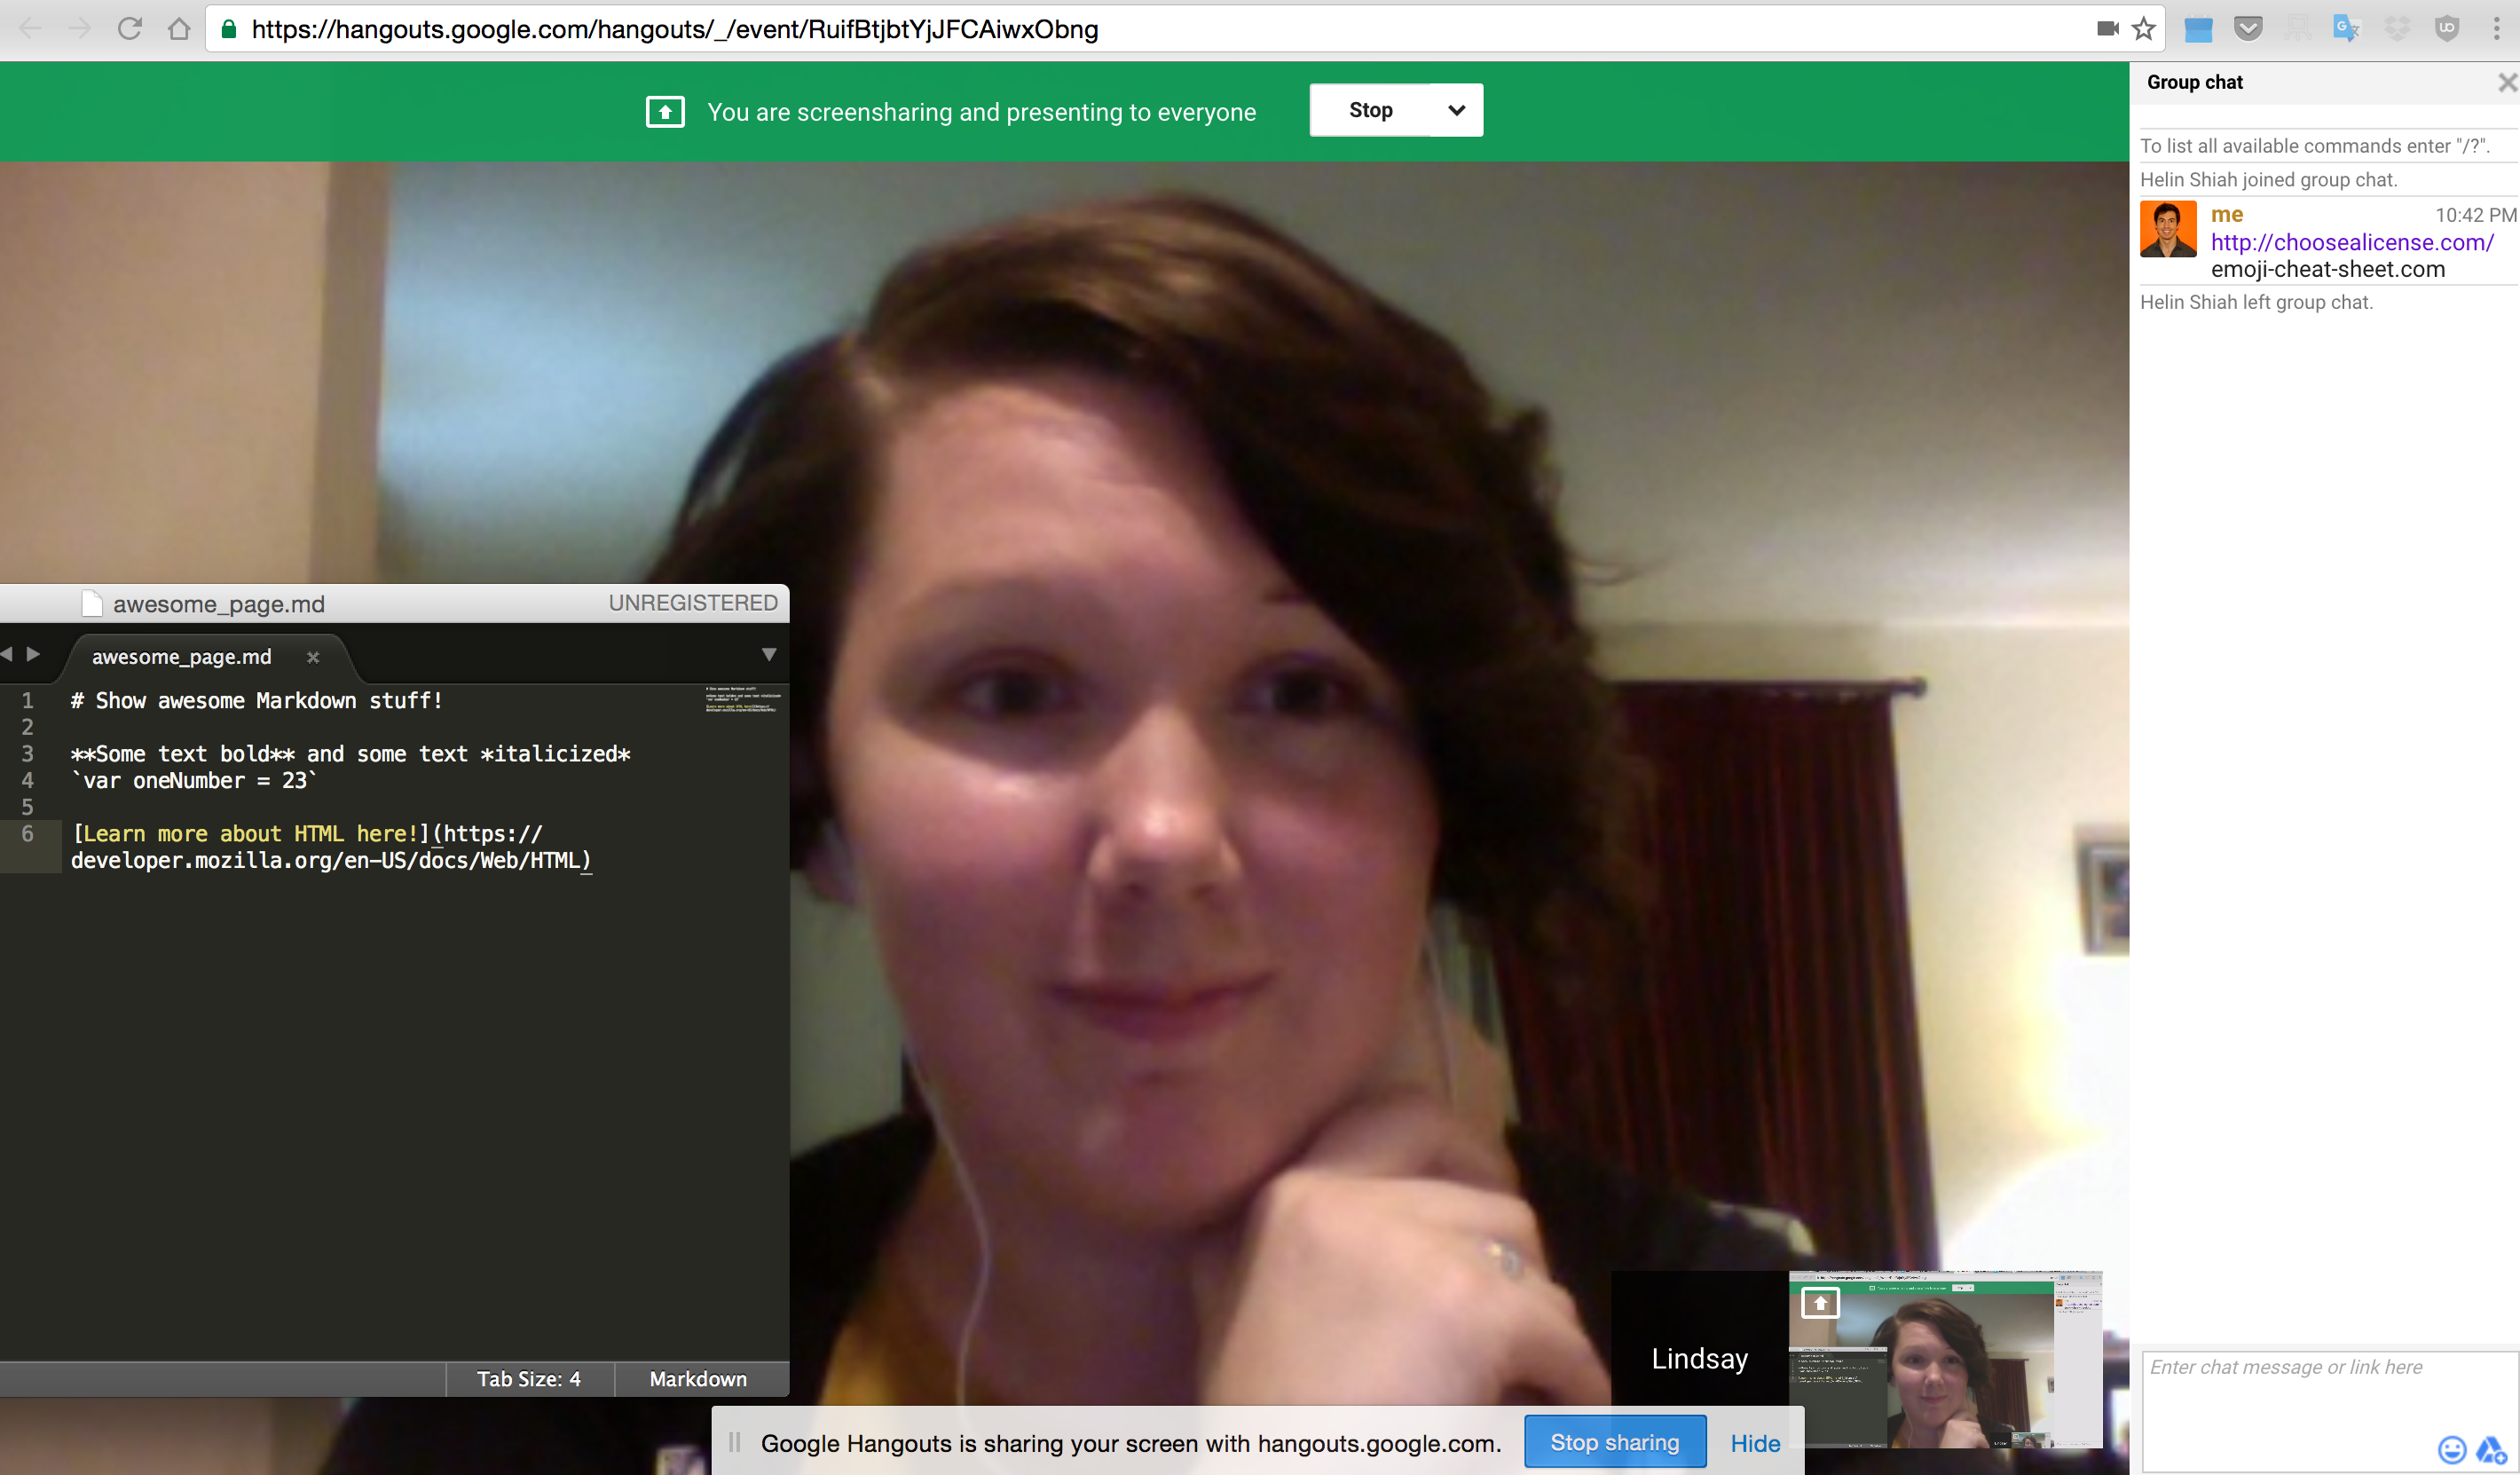 https://hangouts.google.com/hangouts/_/event/RuifBtjbtYjJFCAiwxObng
You are screensharing and presenting to everyone
Stop
Group chat
To list all available commands enter "/?".
Helin Shiah joined group chat.
me 10:42 PM
http://choosealicense.com/
emoji-cheat-sheet.com
Helin Shiah left group chat.
awesome_page.md UNREGISTERED
awesome_page.md
1 # Show awesome Markdown stuff!
2
3 **Some text bold** and some text *italicized*
4 `var oneNumber = 23`
5
6 [Learn more about HTML here!](https://
developer.mozilla.org/en-US/docs/Web/HTML)
Tab Size: 4 Markdown
Lindsay
Google Hangouts is sharing your screen with hangouts.google.com. Stop sharing Hide
Enter chat message or link here